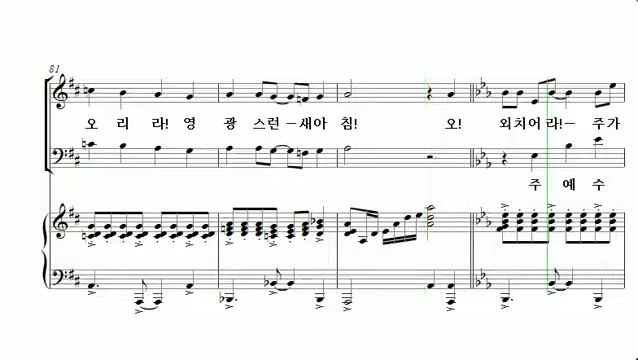 81
오 리 라! 영 광 스런 - 새아 침! 오! 외치어 라! - 주가
주 예 수